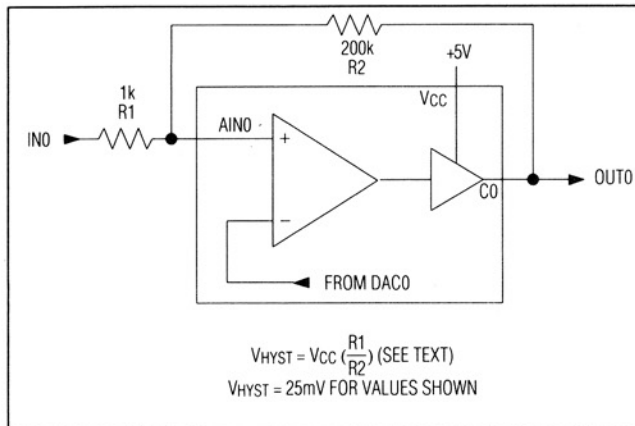 200k
R2
+5V
VCC
1k
R1
AIN0
IN0
+
C0
OUT0
−
FROM DAC0
VHYST = VCC (R1/R2) (SEE TEXT)
VHYST = 25mV FOR VALUES SHOWN